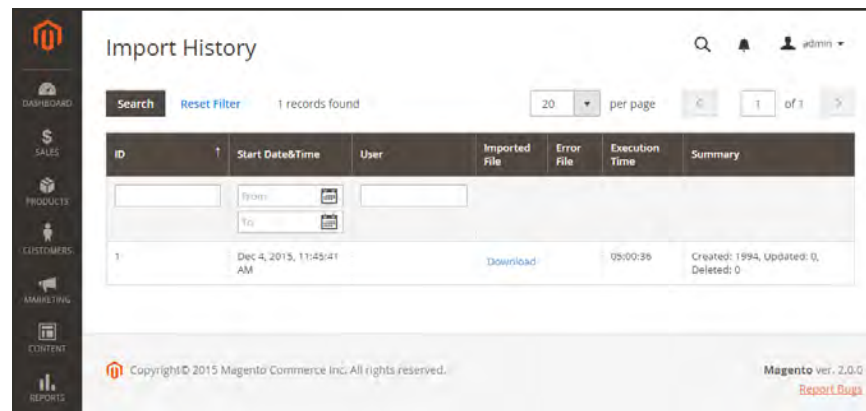 Import History
admin
DASHBOARD
SALES
PRODUCTS
CUSTOMERS
MARKETING
CONTENT
REPORTS
Search Reset Filter 1 records found 20 per page 1 of 1
ID Start Date&Time User Imported File Error File Execution Time Summary
From
To
1 Dec 4, 2015, 11:45:41 AM Download 05:00:36 Created: 1994, Updated: 0, Deleted: 0
Copyright© 2015 Magento Commerce Inc. All rights reserved.
Magento ver. 2.0.0
Report Bugs